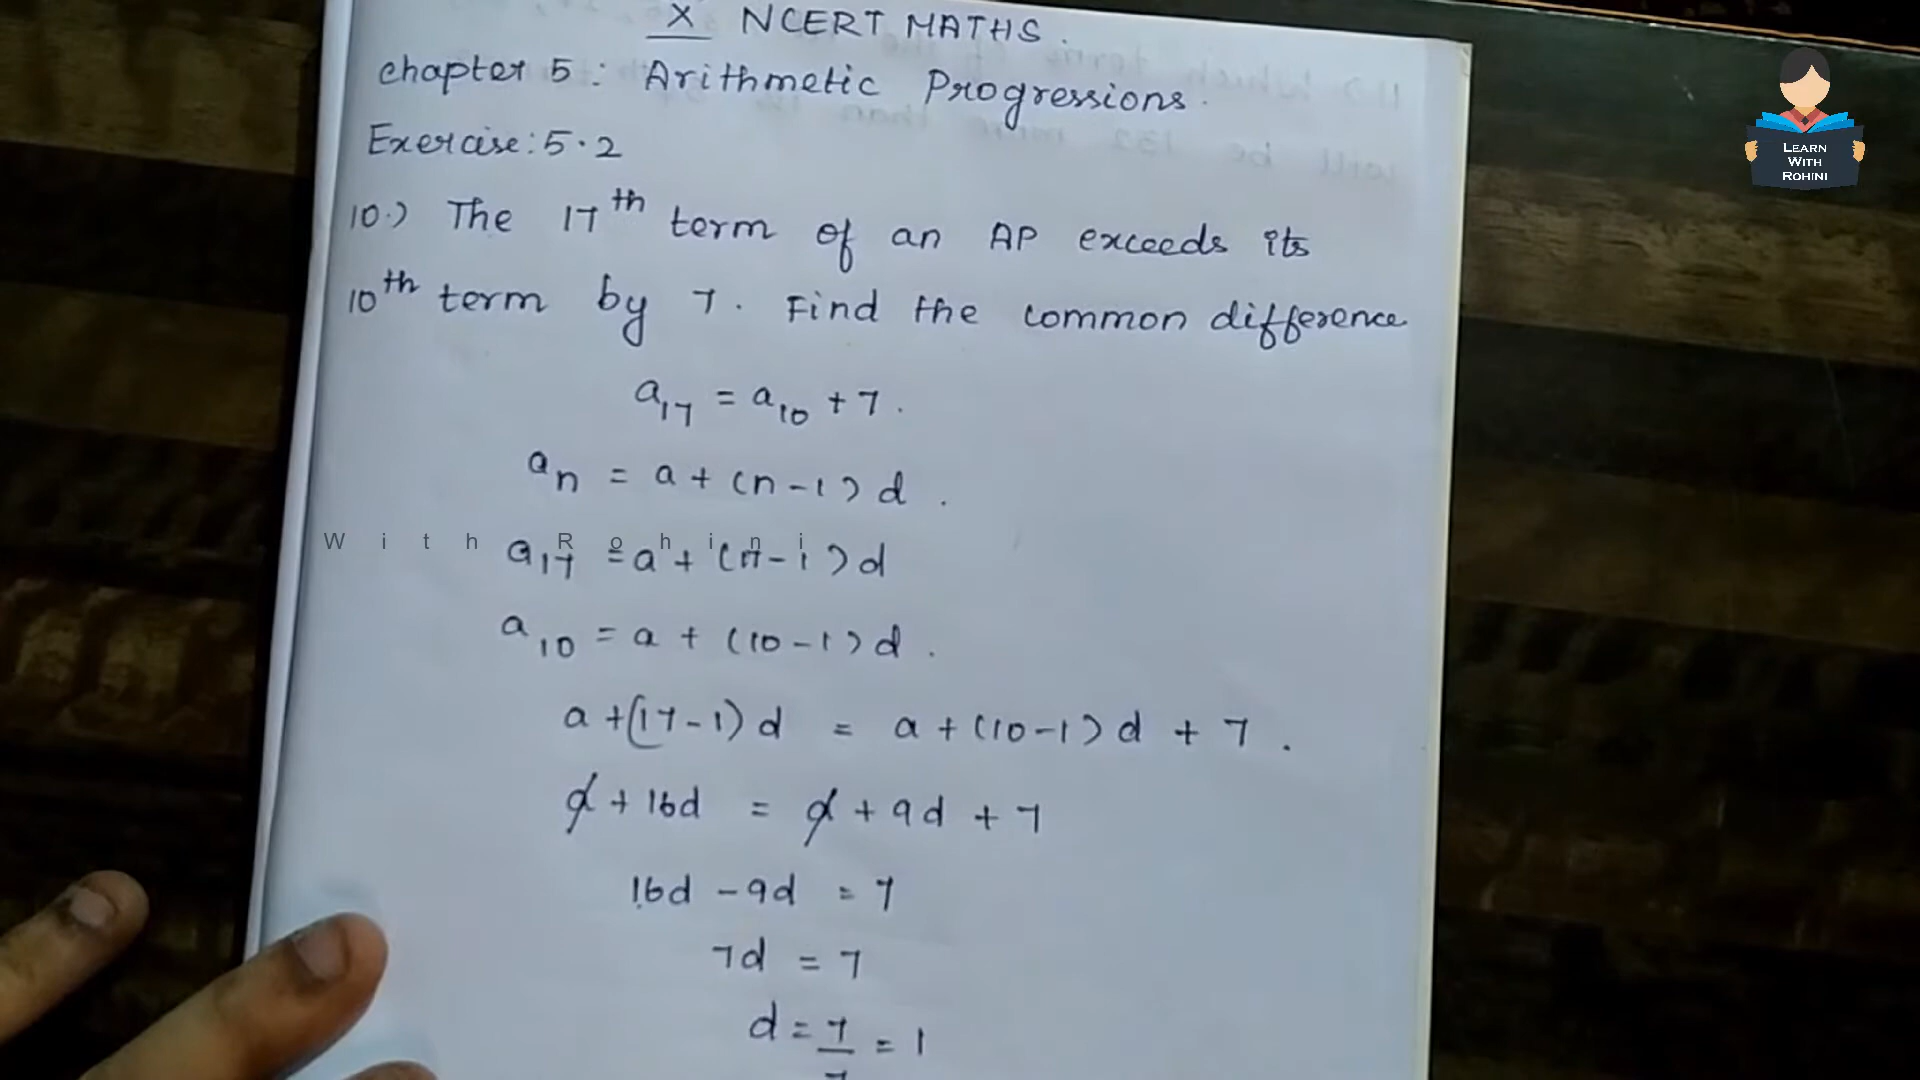 X NCERT MATHS.
Chapter 5: Arithmetic Progressions.
Exercise: 5.2
10.) The 17th term of an AP exceeds its
10th term by 7. Find the common difference
a17 = a10 + 7.
an = a + (n-1) d.
a17 = a + (17-1) d
a10 = a + (10-1) d.
a + (17-1) d = a + (10-1) d + 7.
a + 16d = a + 9d + 7
16d - 9d = 7
7d = 7
d = 7/7 = 1
With Rohini
LEARN
WITH
ROHINI